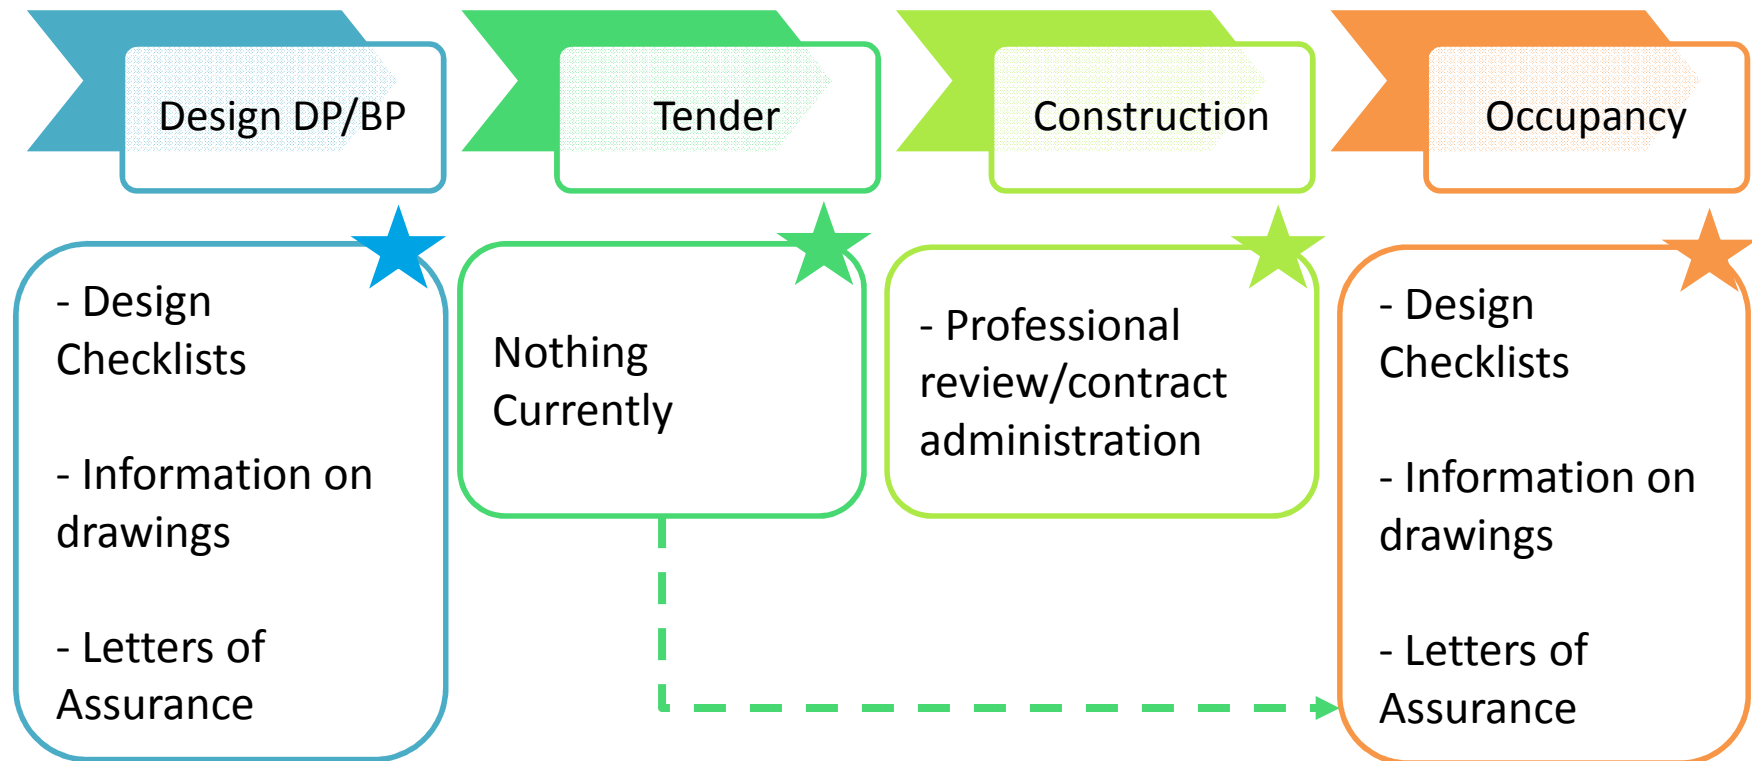 Design DP/BP
Tender
Construction
Occupancy
- Design
Checklists
- Information on
drawings
- Letters of
Assurance
Nothing
Currently
- Professional
review/contract
administration
- Design
Checklists
- Information on
drawings
- Letters of
Assurance